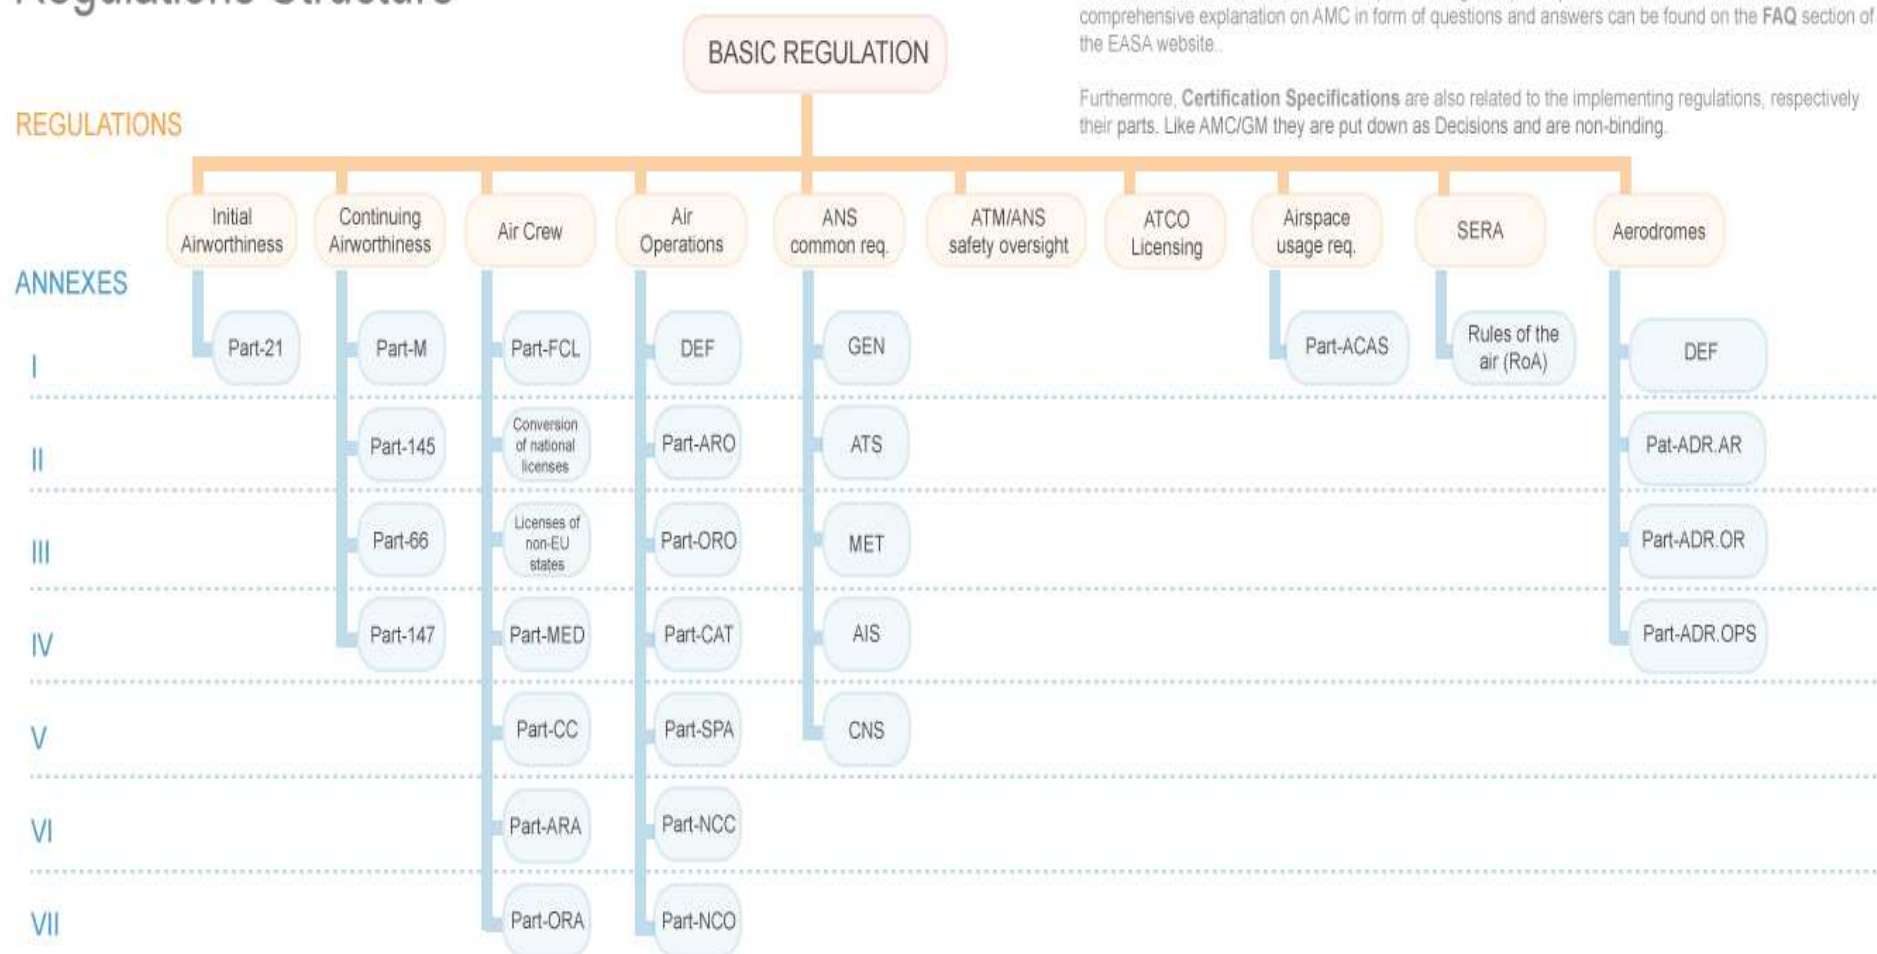 Regulations Structure
comprehensive explanation on AMC in form of questions and answers can be found on the FAQ section of
the EASA website..
Furthermore, Certification Specifications are also related to the implementing regulations, respectively
their parts. Like AMC/GM they are put down as Decisions and are non-binding.
BASIC REGULATION
REGULATIONS
Initial
Airworthiness
Continuing
Airworthiness
Air Crew
Air
Operations
ANS
common req.
ATM/ANS
safety oversight
ATCO
Licensing
Airspace
usage req.
SERA
Aerodromes
ANNEXES
I
Part-21
Part-M
Part-FCL
DEF
GEN
Part-ACAS
Rules of the
air (RoA)
DEF
II
Part-145
Conversion
of national
licenses
Part-ARO
ATS
Pat-ADR.AR
III
Part-66
Licenses of
non-EU
states
Part-ORO
MET
Part-ADR.OR
IV
Part-147
Part-MED
Part-CAT
AIS
Part-ADR.OPS
V
Part-CC
Part-SPA
CNS
VI
Part-ARA
Part-NCC
VII
Part-ORA
Part-NCO